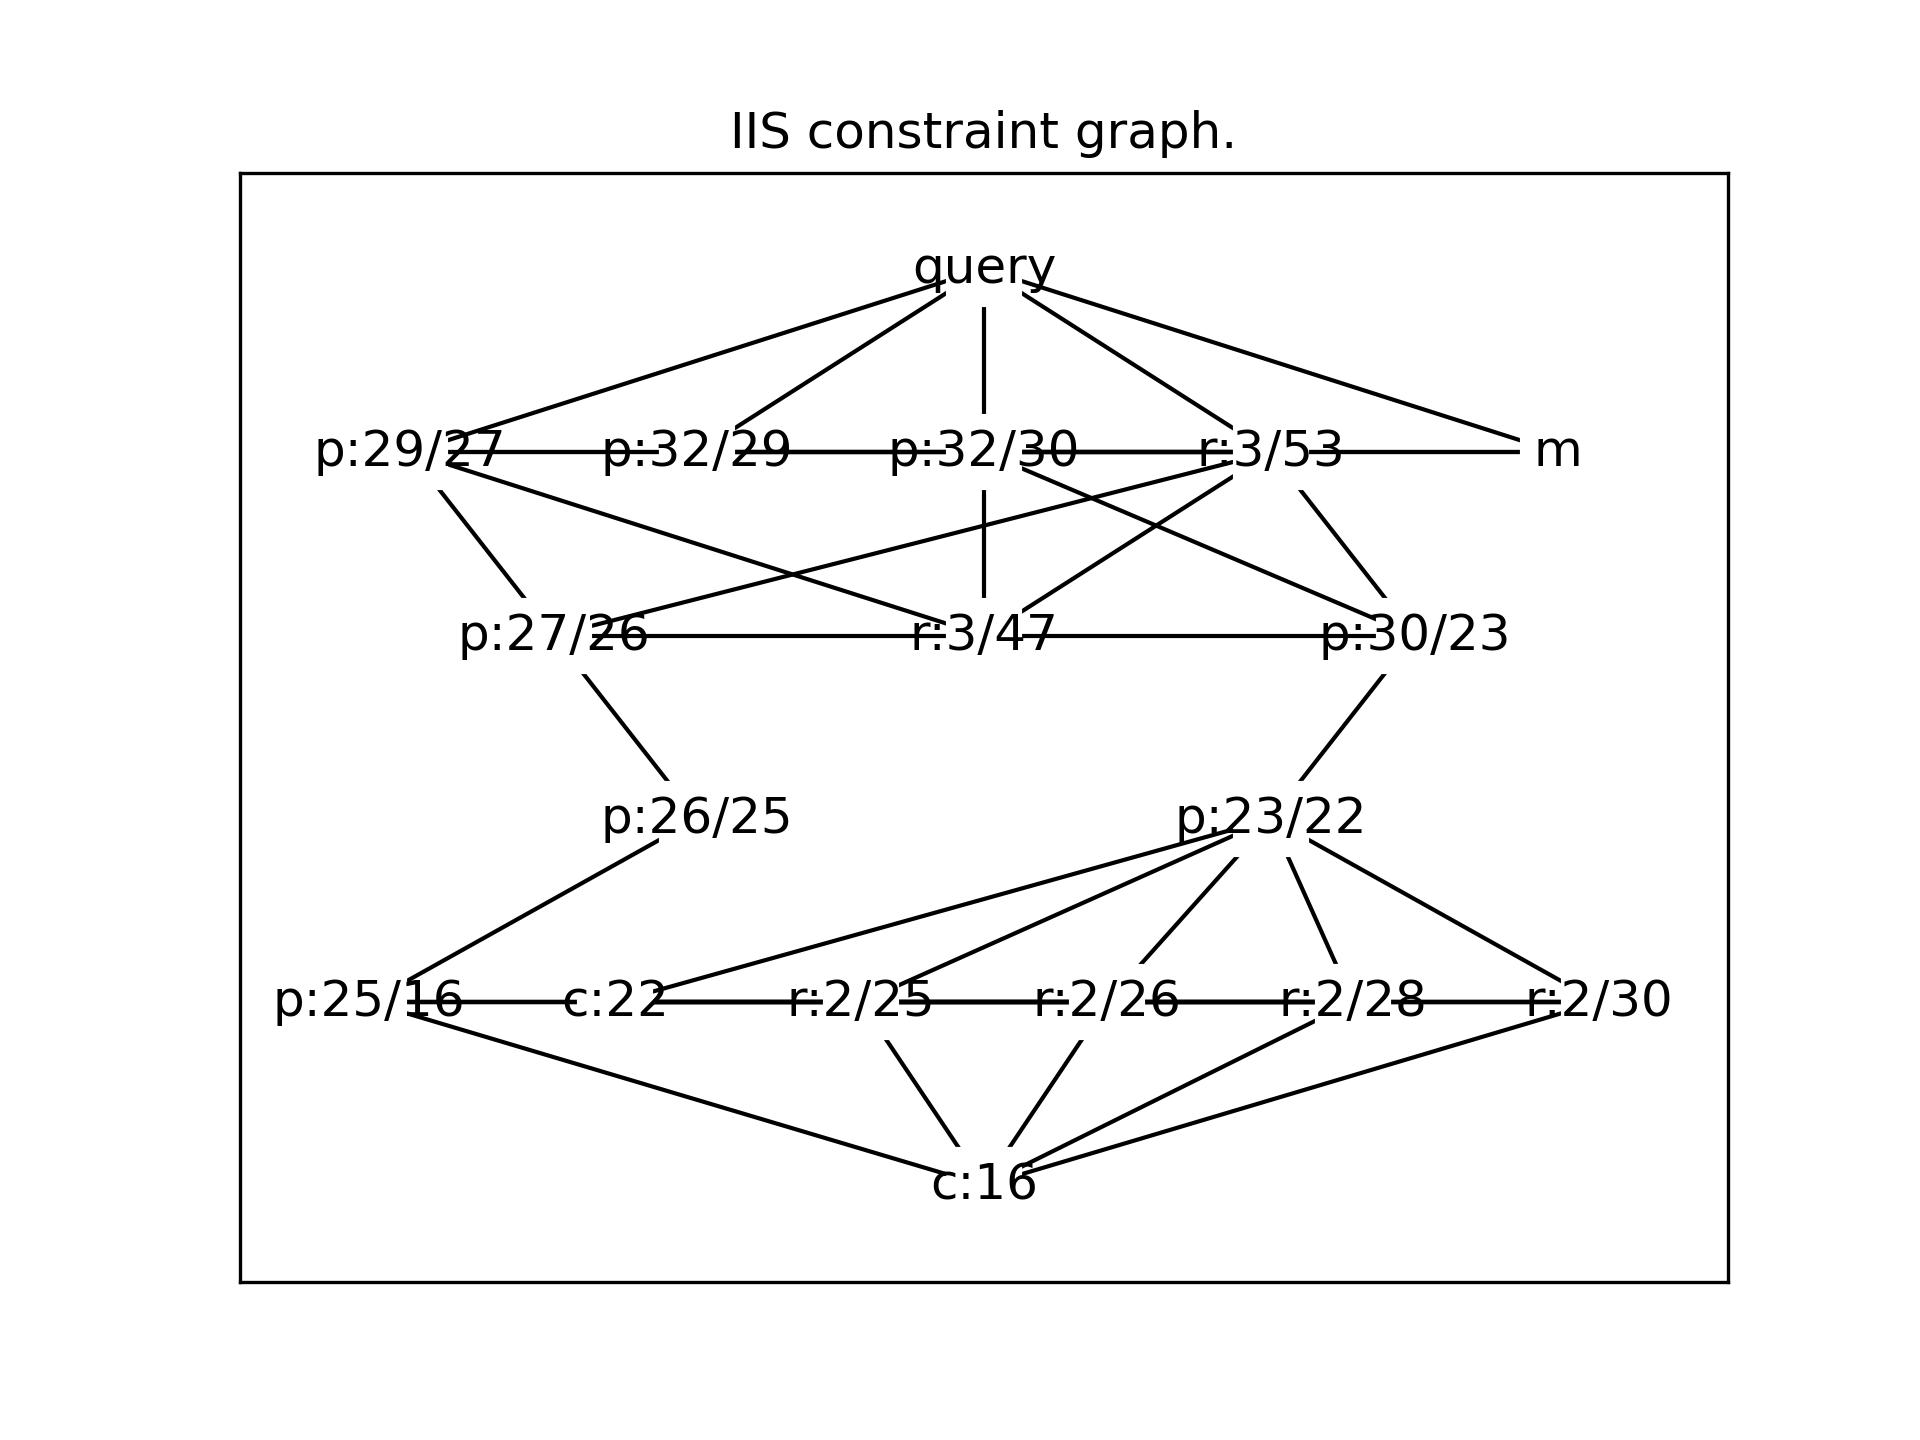 IIS constraint graph.
query
p:29/27 p:32/29 p:32/30 r:3/53 m
p:27/26 r:3/47 p:30/23
p:26/25 p:23/22
p:25/16 c:22 r:2/25 r:2/26 r:2/28 r:2/30
c:16